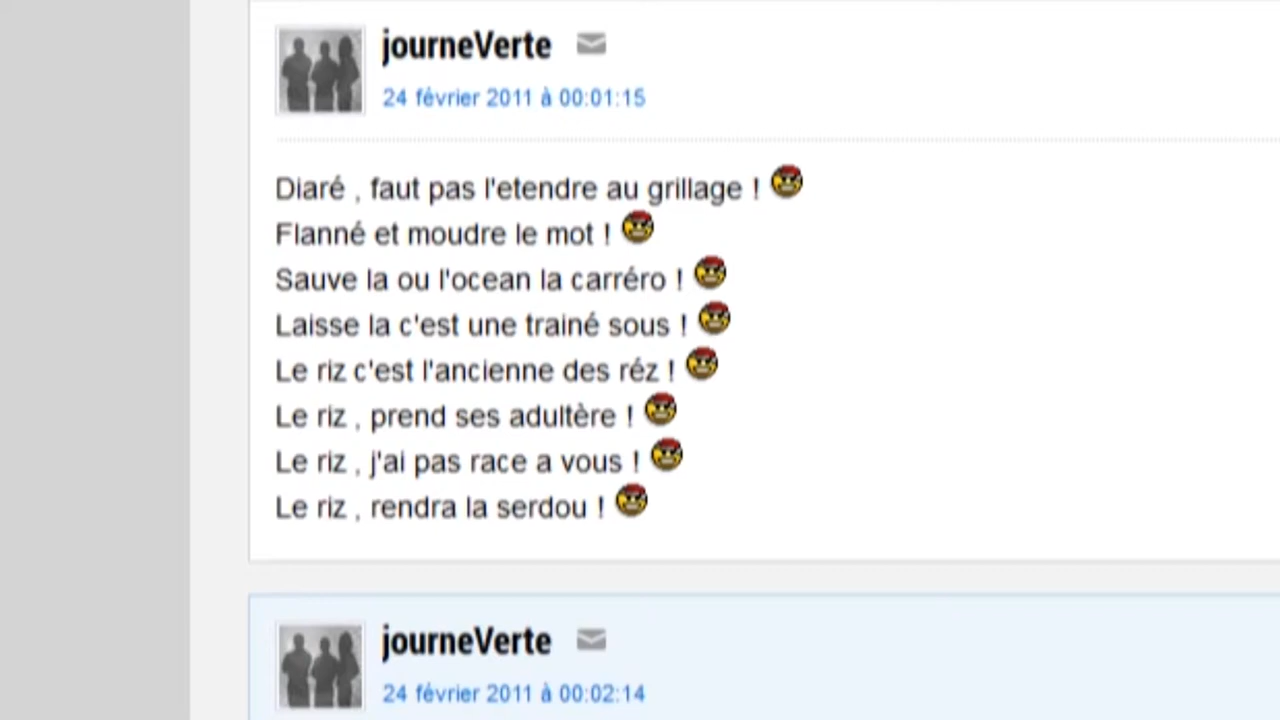 journeVerte
24 février 2011 à 00:01:15
Diaré , faut pas l'etendre au grillage !
Flanné et moudre le mot !
Sauve la ou l'ocean la carréro !
Laisse la c'est une trainé sous !
Le riz c'est l'ancienne des réz !
Le riz , prend ses adultère !
Le riz , j'ai pas race a vous !
Le riz , rendra la serdou !
journeVerte
24 février 2011 à 00:02:14